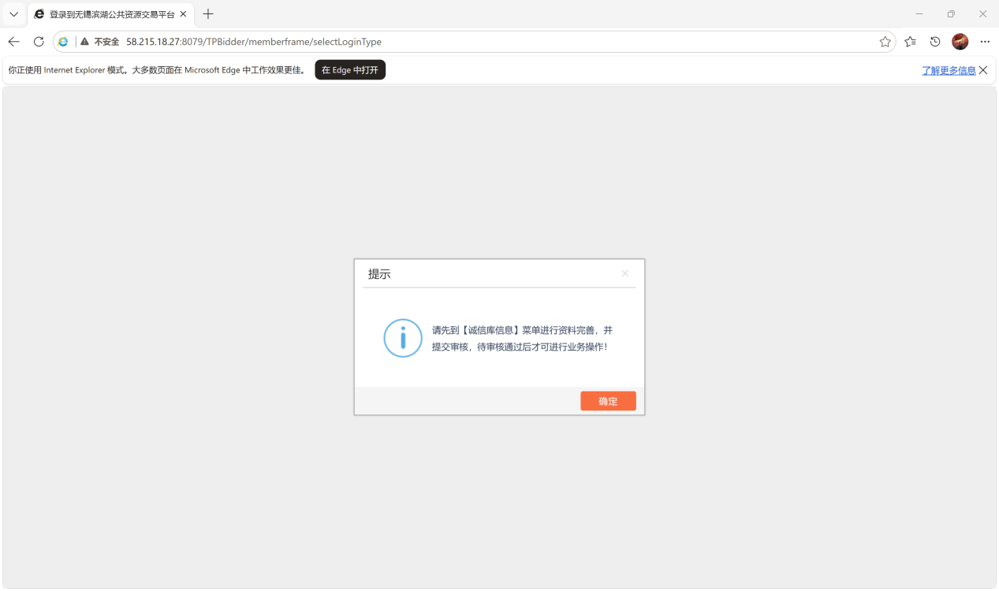 登录到无锡滨湖公共资源交易平台
不安全 58.215.18.27:8079/TPBidder/memberframe/selectLoginType
你正使用 Internet Explorer 模式。大多数页面在 Microsoft Edge 中工作效果更佳。 在 Edge 中打开 了解更多信息
提示
请先到【诚信库信息】菜单进行资料完善，并
提交审核，待审核通过后才可进行业务操作！
确定